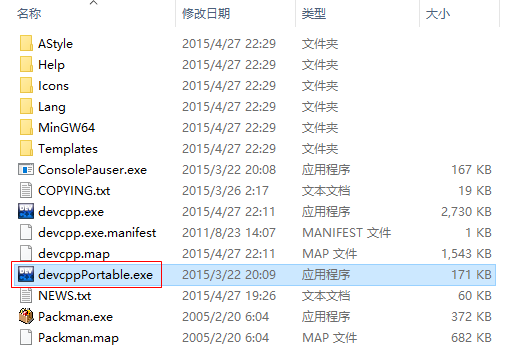 名称 修改日期 类型 大小
AStyle 2015/4/27 22:29 文件夹
Help 2015/4/27 22:29 文件夹
Icons 2015/4/27 22:29 文件夹
Lang 2015/4/27 22:29 文件夹
MinGW64 2015/4/27 22:29 文件夹
Templates 2015/4/27 22:29 文件夹
ConsolePauser.exe 2015/3/22 20:08 应用程序 167 KB
COPYING.txt 2015/3/26 2:17 文本文档 19 KB
devcpp.exe 2015/4/27 22:11 应用程序 2,730 KB
devcpp.exe.manifest 2011/8/23 14:07 MANIFEST 文件 1 KB
devcpp.map 2015/4/27 22:11 MAP 文件 1,543 KB
devcppPortable.exe 2015/3/22 20:09 应用程序 171 KB
NEWS.txt 2015/4/27 19:26 文本文档 60 KB
Packman.exe 2005/2/20 6:04 应用程序 372 KB
Packman.map 2005/2/20 6:04 MAP 文件 682 KB